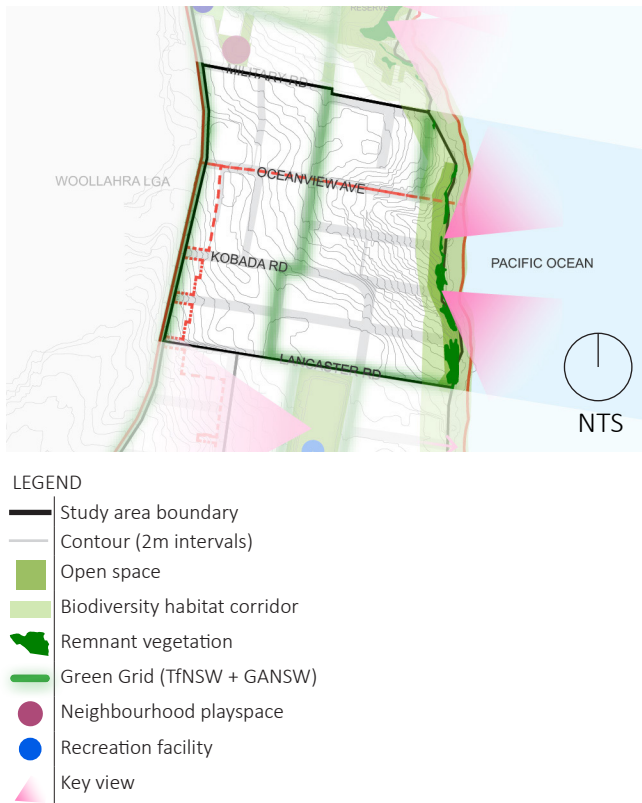 RESERVE
MILITARY RD
WOOLLAHRA LGA
OCEANVIEW AVE
KOBADA RD
PACIFIC OCEAN
LANCASTER RD
NTS
LEGEND
Study area boundary
Contour (2m intervals)
Open space
Biodiversity habitat corridor
Remnant vegetation
Green Grid (TfNSW + GANSW)
Neighbourhood playspace
Recreation facility
Key view